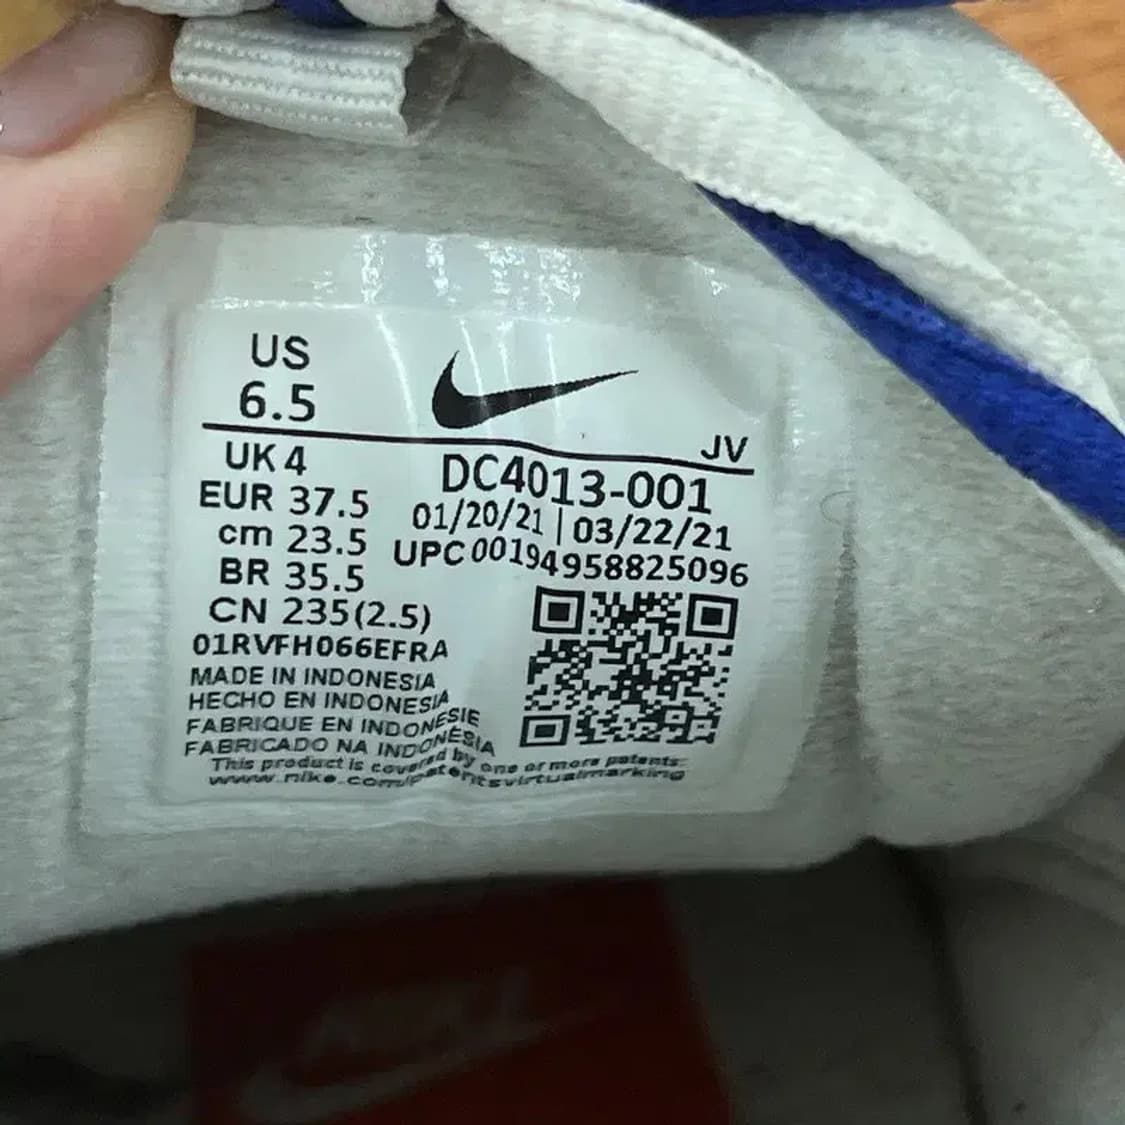 US
6.5
JV
UK 4
EUR 37.5
cm 23.5
BR 35.5
CN 235(2.5)
01RVFH066EFRA
DC4013-001
01/20/21 | 03/22/21
UPC 00194958825096
MADE IN INDONESIA
HECHO EN INDONESIA
FABRIQUE EN INDONESIE
FABRICADO NA INDONÉSIA
This product is covered by one or more patents:
www.nike.com/patentsvirtualmarking